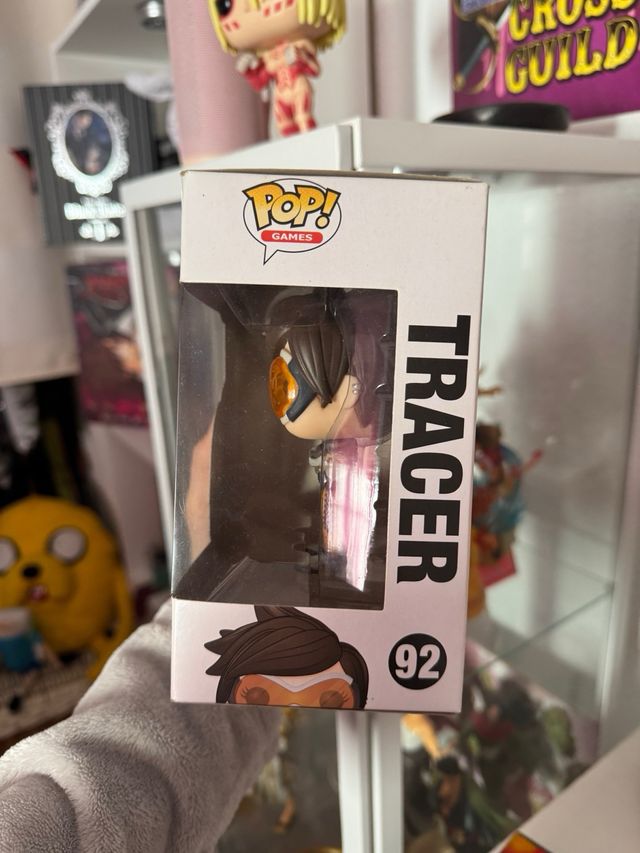 CROSS
GUILD
POP!
GAMES
TRACER
92